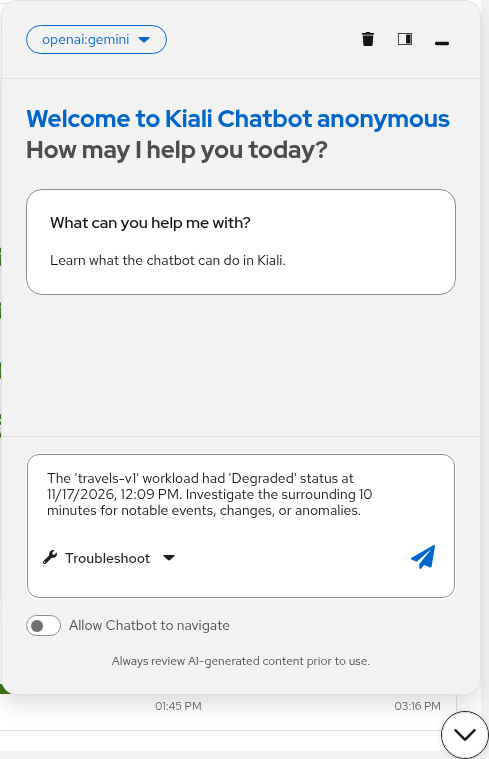 openai:gemini
Welcome to Kiali Chatbot anonymous
How may I help you today?
What can you help me with?
Learn what the chatbot can do in Kiali.
The 'travels-v1' workload had 'Degraded' status at
11/17/2026, 12:09 PM. Investigate the surrounding 10
minutes for notable events, changes, or anomalies.
Troubleshoot
Allow Chatbot to navigate
Always review AI-generated content prior to use.
01:45 PM
03:16 PM